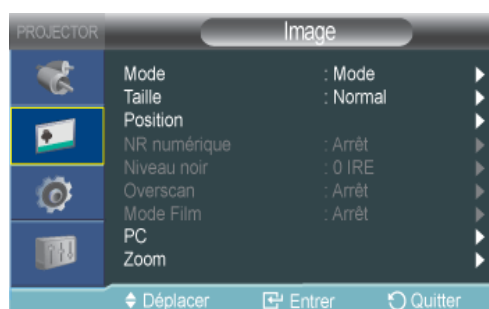 PROJECTOR
Image
Mode : Mode
Taille : Normal
Position
NR numérique : Arrêt
Niveau noir : 0 IRE
Overscan : Arrêt
Mode Film : Arrêt
PC
Zoom
Déplacer Entrer Quitter